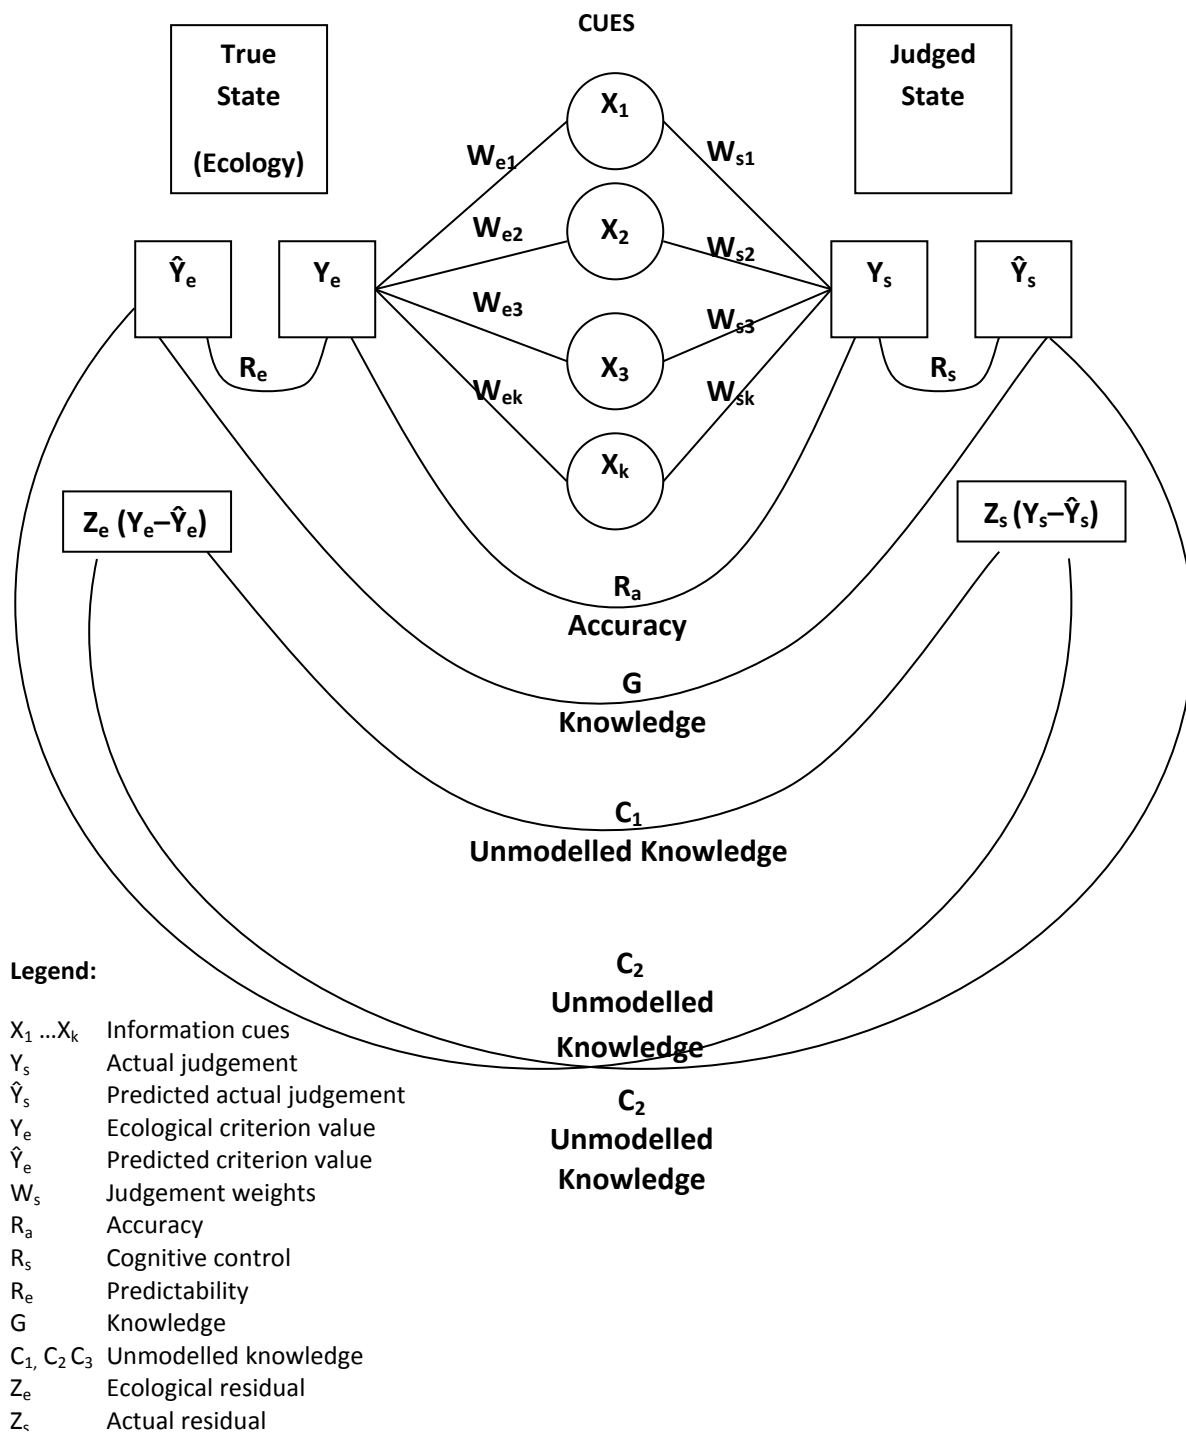 CUES
True
State
(Ecology)
Judged
State
X₁
Wₑ₁
Wₛ₁
X₂
Wₑ₂
Wₛ₂
Ŷₑ
Yₑ
Yₛ
Ŷₛ
Wₑ₃
Wₛ₃
X₃
Rₑ
Rₛ
Wₑₖ
Wₛₖ
Xₖ
Zₑ (Yₑ–Ŷₑ)
Zₛ (Yₛ–Ŷₛ)
Rₐ
Accuracy
G
Knowledge
C₁
Unmodelled Knowledge
C₂
Unmodelled
Knowledge
C₂
Unmodelled
Knowledge
Legend:
X₁ ...Xₖ Information cues
Yₛ Actual judgement
Ŷₛ Predicted actual judgement
Yₑ Ecological criterion value
Ŷₑ Predicted criterion value
Wₛ Judgement weights
Rₐ Accuracy
Rₛ Cognitive control
Rₑ Predictability
G Knowledge
C₁, C₂ C₃ Unmodelled knowledge
Zₑ Ecological residual
Zₛ Actual residual